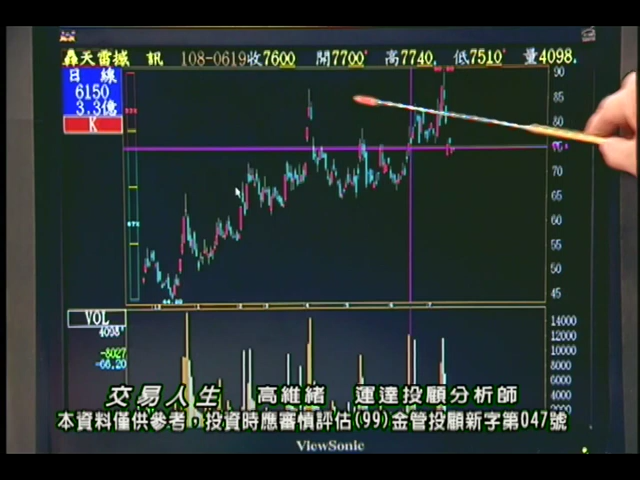 轟天雷撼訊 108-0619收7600 開7700 高7740 低7510 量4098
日線
6150
3.3億
K
90
85
80
70
65
60
55
50
45
VOL
4098
-8027
-66.20
14000
12000
10000
8000
6000
4000
2000
交易人生 高維緒 運達投顧分析師
本資料僅供參考，投資時應審慎評估(99)金管投顧新字第047號
ViewSonic